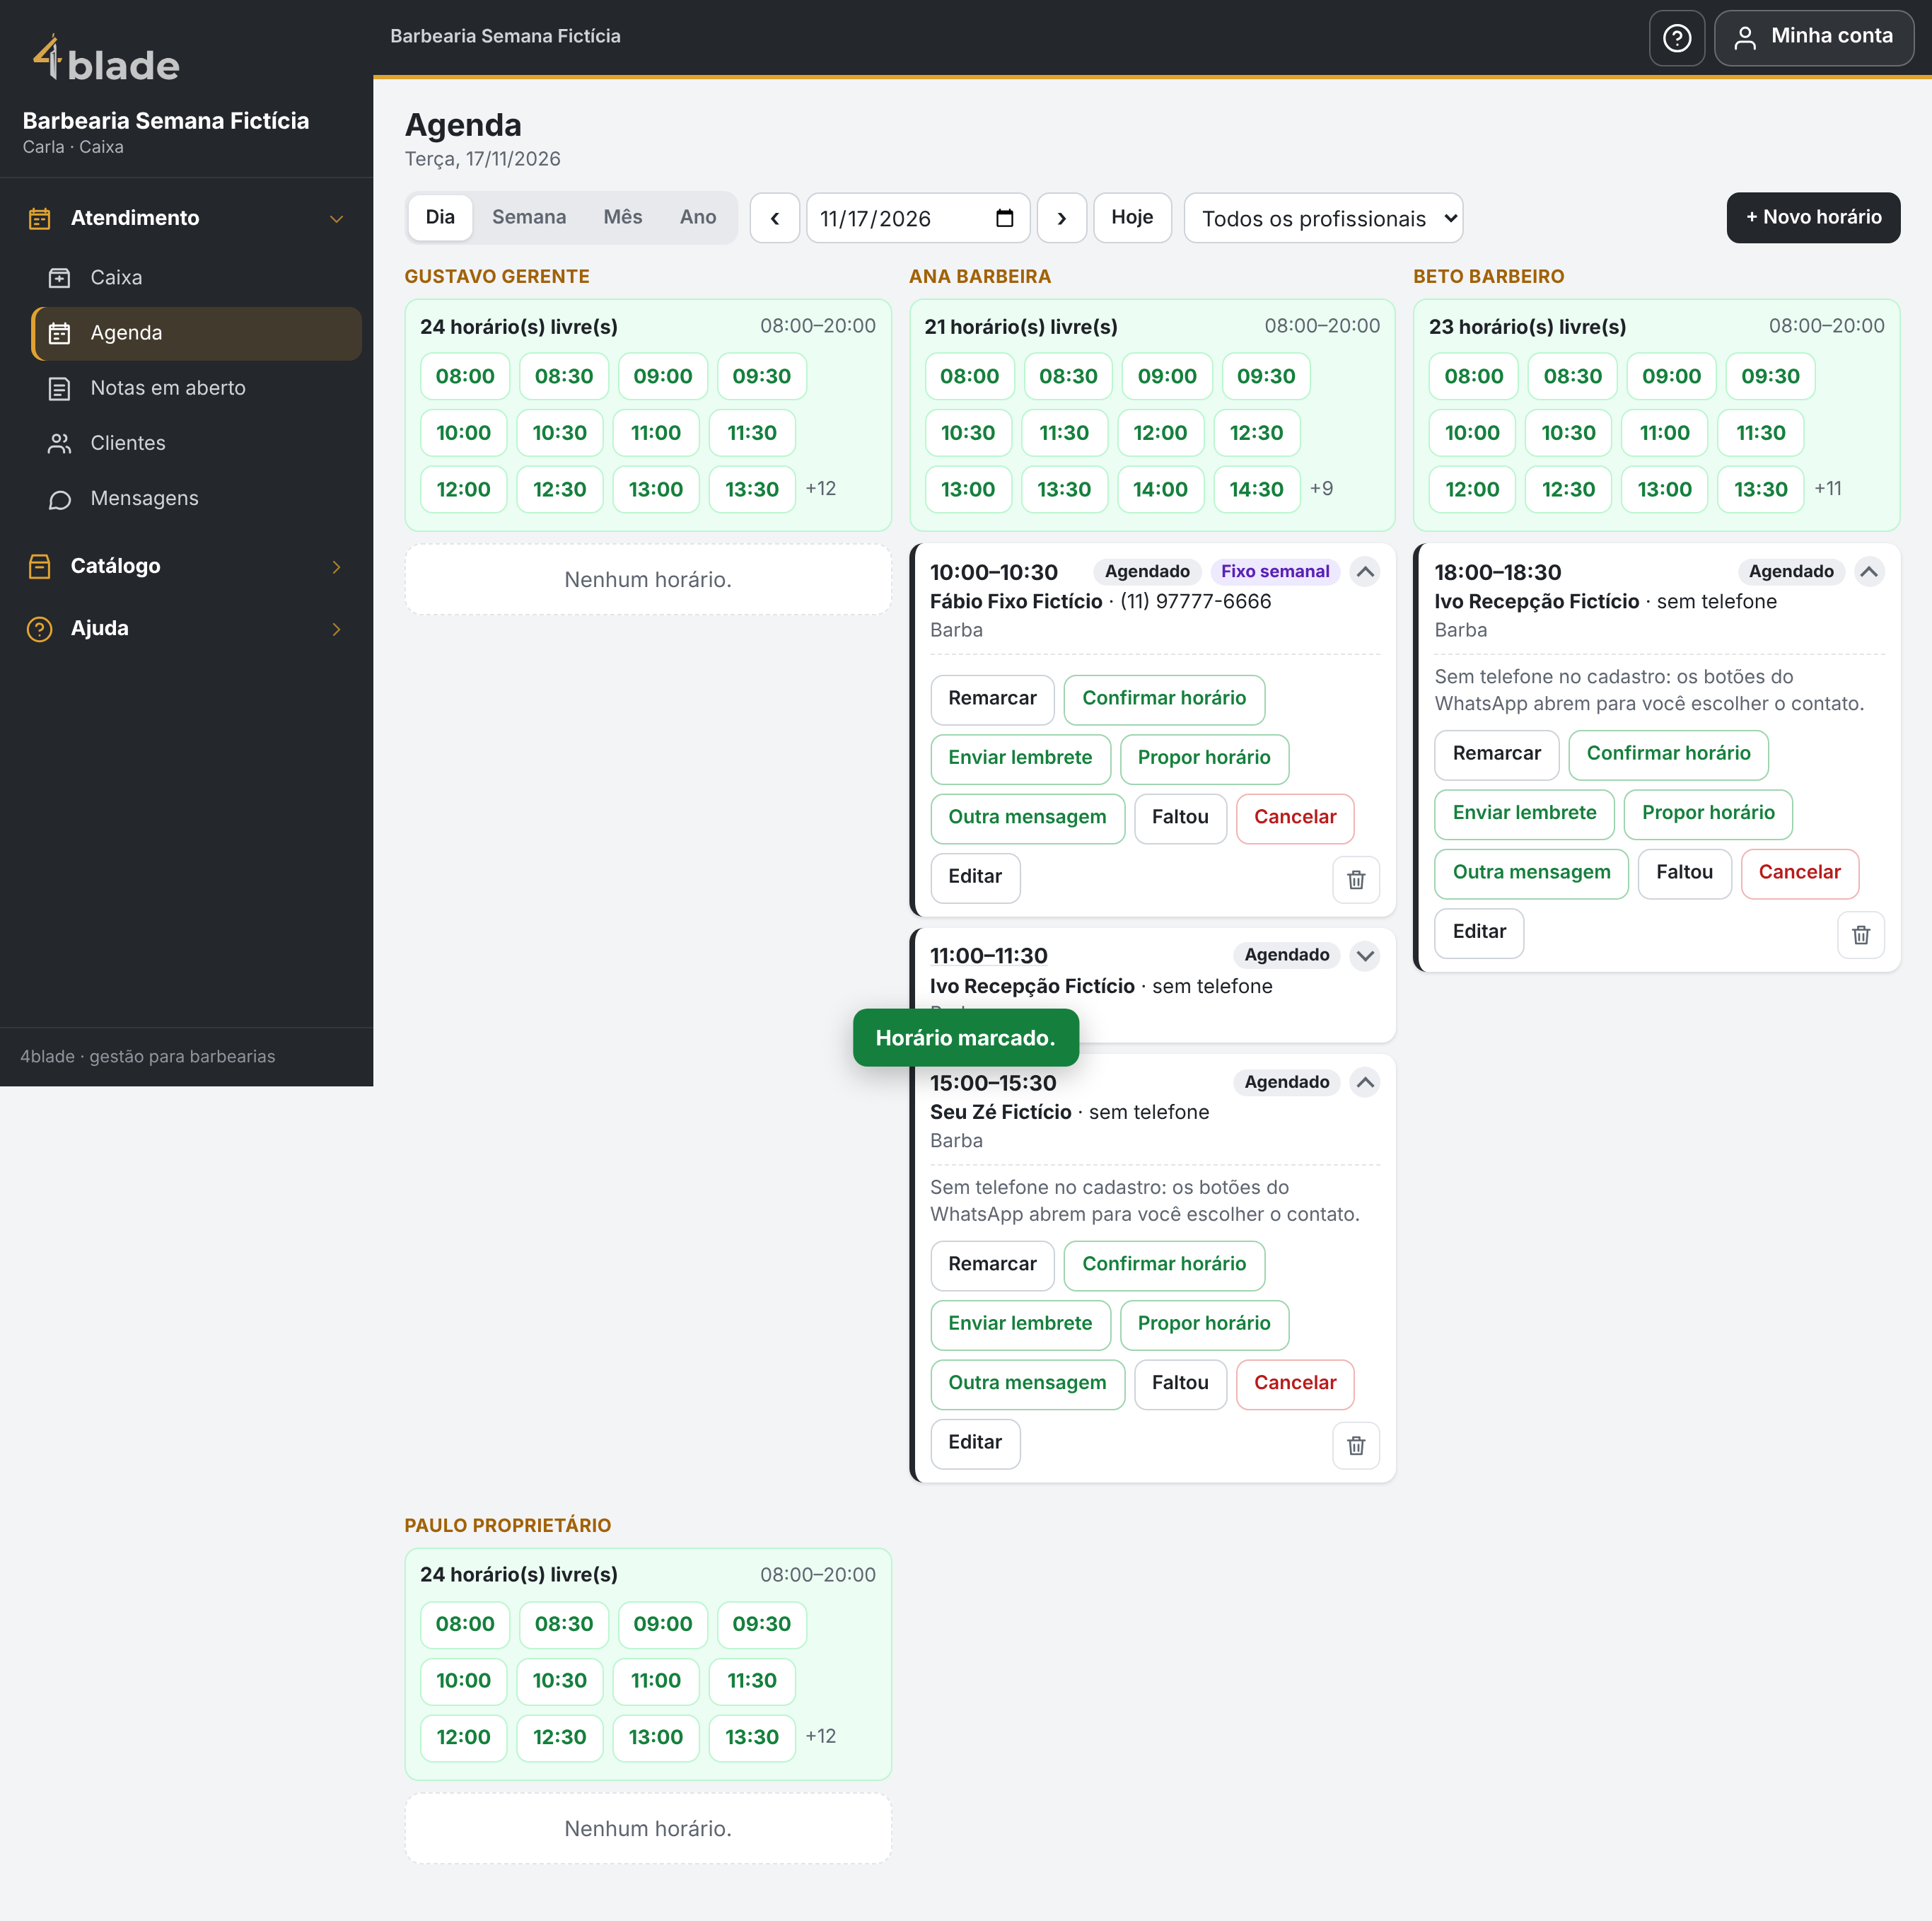 4blade
Barbearia Semana Fictícia
Carla · Caixa
Atendimento
Caixa
Agenda
Notas em aberto
Clientes
Mensagens
Catálogo
Ajuda
4blade · gestão para barbearias
Barbearia Semana Fictícia
Minha conta
Agenda
Terça, 17/11/2026
Dia Semana Mês Ano
11/17/2026
Hoje
Todos os profissionais
+ Novo horário
GUSTAVO GERENTE
24 horário(s) livre(s) 08:00–20:00
08:00 08:30 09:00 09:30
10:00 10:30 11:00 11:30
12:00 12:30 13:00 13:30 +12
Nenhum horário.
ANA BARBEIRA
21 horário(s) livre(s) 08:00–20:00
08:00 08:30 09:00 09:30
10:30 11:30 12:00 12:30
13:00 13:30 14:00 14:30 +9
10:00–10:30 Agendado Fixo semanal
Fábio Fixo Fictício · (11) 97777-6666
Barba
Remarcar Confirmar horário
Enviar lembrete Propor horário
Outra mensagem Faltou Cancelar
Editar
11:00–11:30 Agendado
Ivo Recepção Fictício · sem telefone
Horário marcado.
15:00–15:30 Agendado
Seu Zé Fictício · sem telefone
Barba
Sem telefone no cadastro: os botões do
WhatsApp abrem para você escolher o contato.
Remarcar Confirmar horário
Enviar lembrete Propor horário
Outra mensagem Faltou Cancelar
Editar
BETO BARBEIRO
23 horário(s) livre(s) 08:00–20:00
08:00 08:30 09:00 09:30
10:00 10:30 11:00 11:30
12:00 12:30 13:00 13:30 +11
18:00–18:30 Agendado
Ivo Recepção Fictício · sem telefone
Barba
Sem telefone no cadastro: os botões do
WhatsApp abrem para você escolher o contato.
Remarcar Confirmar horário
Enviar lembrete Propor horário
Outra mensagem Faltou Cancelar
Editar
PAULO PROPRIETÁRIO
24 horário(s) livre(s) 08:00–20:00
08:00 08:30 09:00 09:30
10:00 10:30 11:00 11:30
12:00 12:30 13:00 13:30 +12
Nenhum horário.